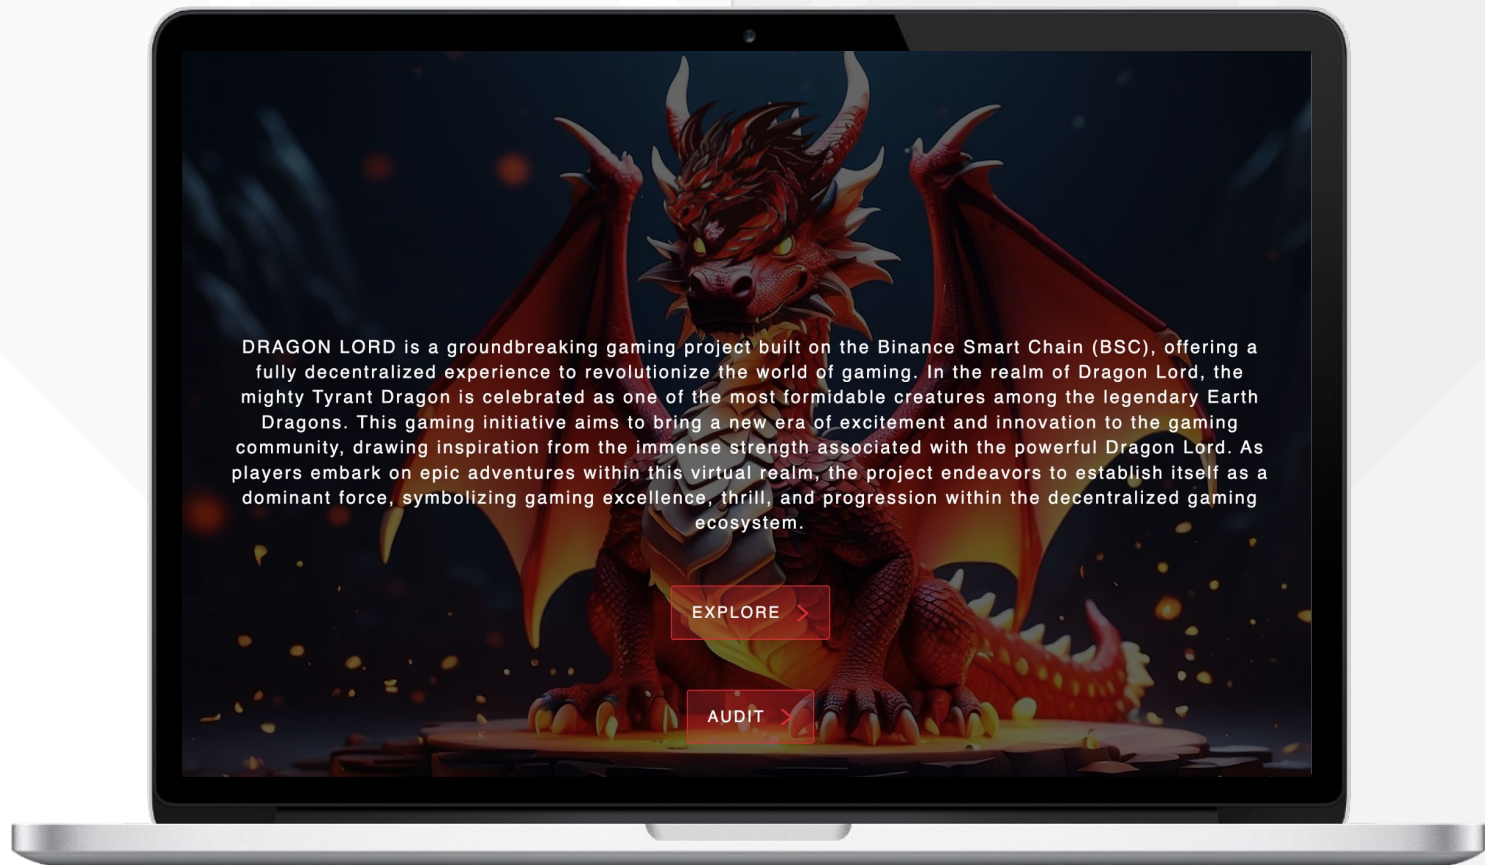 DRAGON LORD is a groundbreaking gaming project built on the Binance Smart Chain (BSC), offering a
fully decentralized experience to revolutionize the world of gaming. In the realm of Dragon Lord, the
mighty Tyrant Dragon is celebrated as one of the most formidable creatures among the legendary Earth
Dragons. This gaming initiative aims to bring a new era of excitement and innovation to the gaming
community, drawing inspiration from the immense strength associated with the powerful Dragon Lord. As
players embark on epic adventures within this virtual realm, the project endeavors to establish itself as a
dominant force, symbolizing gaming excellence, thrill, and progression within the decentralized gaming
ecosystem.
EXPLORE
AUDIT